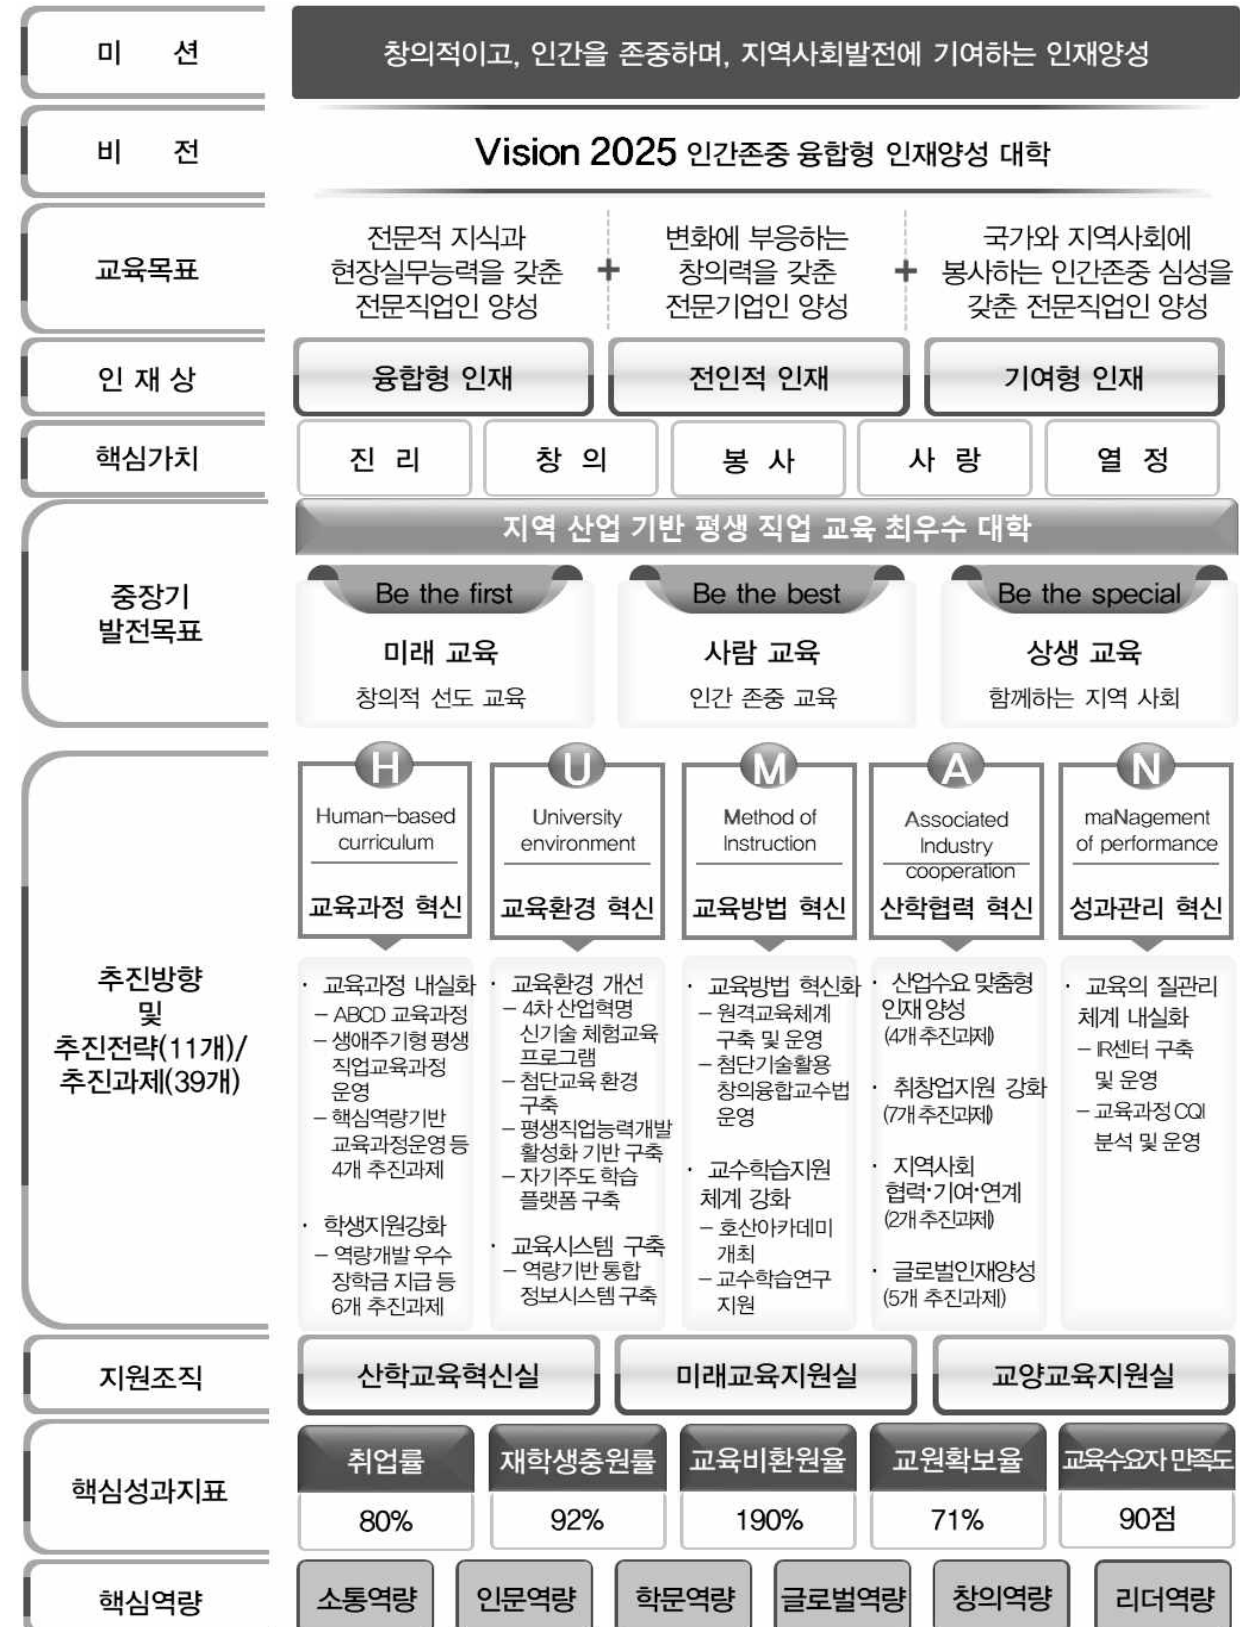 미 션
창의적이고, 인간을 존중하며, 지역사회발전에 기여하는 인재양성
비 전
Vision 2025 인간존중 융합형 인재양성 대학
교육목표
전문적 지식과
현장실무능력을 갖춘
전문직업인 양성
+
변화에 부응하는
창의력을 갖춘
전문기업인 양성
+
국가와 지역사회에
봉사하는 인간존중 심성을
갖춘 전문직업인 양성
인 재 상
융합형 인재
전인적 인재
기여형 인재
핵심가치
진 리
창 의
봉 사
사 랑
열 정
중장기
발전목표
지역 산업 기반 평생 직업 교육 최우수 대학
Be the first
미래 교육
창의적 선도 교육
Be the best
사람 교육
인간 존중 교육
Be the special
상생 교육
함께하는 지역 사회
추진방향
및
추진전략(11개)/
추진과제(39개)
H
Human-based
curriculum
교육과정 혁신
· 교육과정 내실화
- ABCD 교육과정
- 생애주기형 평생
직업교육과정
운영
- 핵심역량기반
교육과정운영 등
4개 추진과제
· 학생지원강화
- 역량개발 우수
장학금 지급 등
6개 추진과제
U
University
environment
교육환경 혁신
· 교육환경 개선
- 4차 산업혁명
신기술 체험교육
프로그램
- 첨단교육 환경
구축
- 평생직업능력개발
활성화 기반 구축
- 자기주도 학습
플랫폼 구축
· 교육시스템 구축
- 역량기반 통합
정보시스템 구축
M
Method of
Instruction
교육방법 혁신
· 교육방법 혁신화
- 원격교육체계
구축 및 운영
- 첨단기술활용
창의융합교수법
운영
· 교수학습지원
체계 강화
- 호산아카데미
개최
- 교수학습연구
지원
A
Associated
Industry
cooperation
산학협력 혁신
· 산업수요 맞춤형
인재 양성
(4개 추진과제)
· 취창업지원 강화
(7개 추진과제)
· 지역사회
협력·기여·연계
(2개 추진과제)
· 글로벌인재양성
(5개 추진과제)
N
maNagement
of performance
성과관리 혁신
· 교육의 질관리
체계 내실화
- IR센터 구축
및 운영
- 교육과정 CQI
분석 및 운영
지원조직
산학교육혁신실
미래교육지원실
교양교육지원실
핵심성과지표
취업률
재학생충원률
교육비환원율
교원확보율
교육수요자 만족도
80%
92%
190%
71%
90점
핵심역량
소통역량
인문역량
학문역량
글로벌역량
창의역량
리더역량